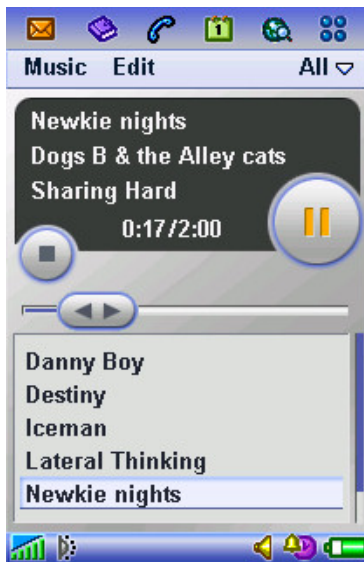 1
Music Edit All
Newkie nights
Dogs B & the Alley cats
Sharing Hard
0:17/2:00
Danny Boy
Destiny
Iceman
Lateral Thinking
Newkie nights